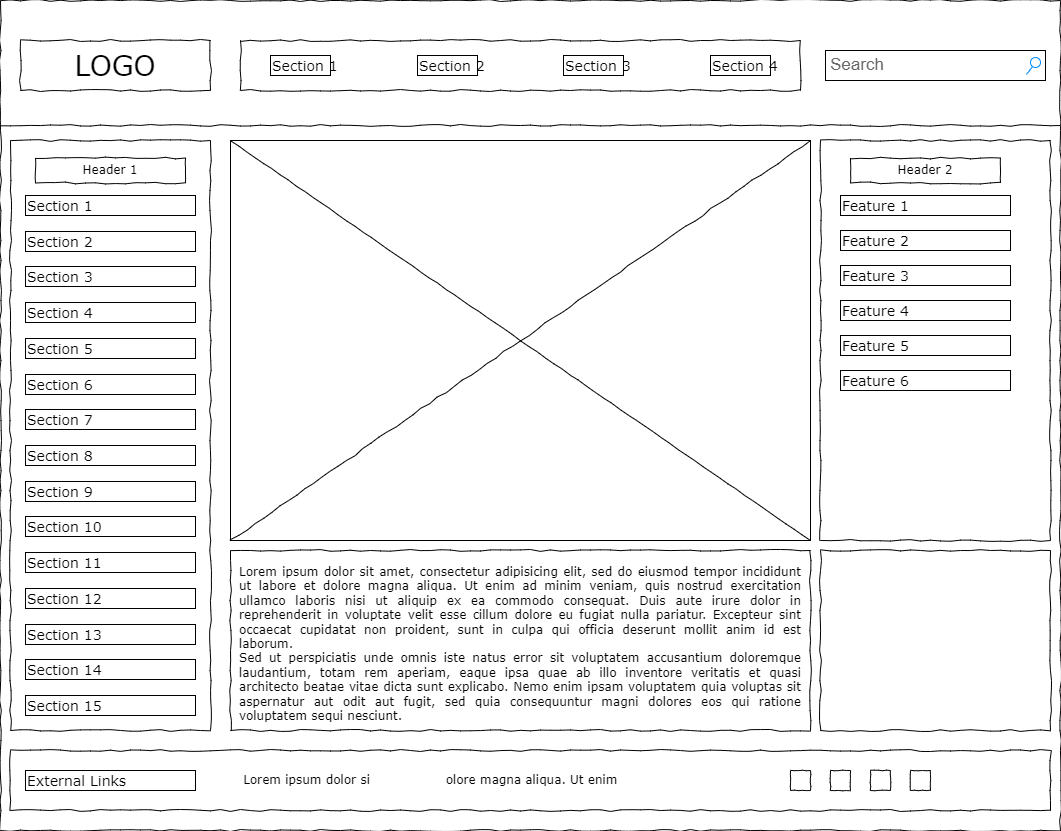 LOGO
Section 1
Section 2
Section 3
Section 4
Search
Header 1
Section 1
Section 2
Section 3
Section 4
Section 5
Section 6
Section 7
Section 8
Section 9
Section 10
Section 11
Section 12
Section 13
Section 14
Section 15
Header 2
Feature 1
Feature 2
Feature 3
Feature 4
Feature 5
Feature 6
Lorem ipsum dolor sit amet, consectetur adipisicing elit, sed do eiusmod tempor incididunt
ut labore et dolore magna aliqua. Ut enim ad minim veniam, quis nostrud exercitation
ullamco laboris nisi ut aliquip ex ea commodo consequat. Duis aute irure dolor in
reprehenderit in voluptate velit esse cillum dolore eu fugiat nulla pariatur. Excepteur sint
occaecat cupidatat non proident, sunt in culpa qui officia deserunt mollit anim id est
laborum.
Sed ut perspiciatis unde omnis iste natus error sit voluptatem accusantium doloremque
laudantium, totam rem aperiam, eaque ipsa quae ab illo inventore veritatis et quasi
architecto beatae vitae dicta sunt explicabo. Nemo enim ipsam voluptatem quia voluptas sit
aspernatur aut odit aut fugit, sed quia consequuntur magni dolores eos qui ratione
voluptatem sequi nesciunt.
External Links
Lorem ipsum dolor si
olore magna aliqua. Ut enim